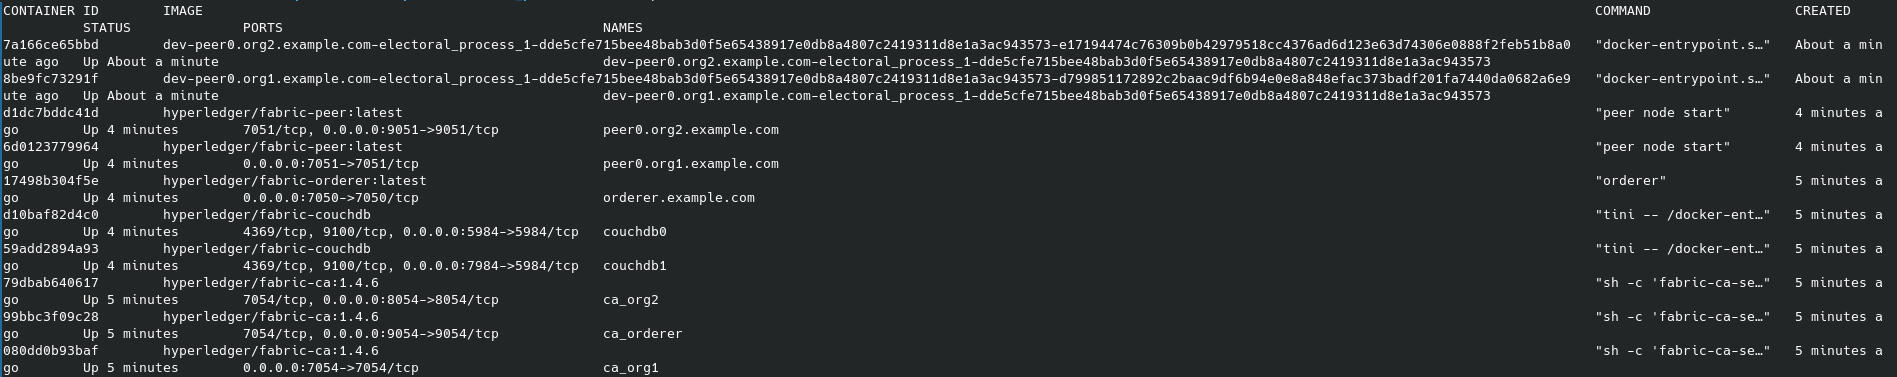 CONTAINER ID        IMAGE                                                                                                                                                                           COMMAND                  CREATED
          STATUS              PORTS                                        NAMES
7a166ce65bbd        dev-peer0.org2.example.com-electoral_process_1-dde5cfe715bee48bab3d0f5e65438917e0db8a4807c2419311d8e1a3ac943573-e17194474c76309b0b42979518cc4376ad6d123e63d74306e0888f2feb51b8a0   "docker-entrypoint.s…"   About a min
ute ago   Up About a minute                                                dev-peer0.org2.example.com-electoral_process_1-dde5cfe715bee48bab3d0f5e65438917e0db8a4807c2419311d8e1a3ac943573
8be9fc73291f        dev-peer0.org1.example.com-electoral_process_1-dde5cfe715bee48bab3d0f5e65438917e0db8a4807c2419311d8e1a3ac943573-d799851172892c2baac9df6b94e0e8a848efac373badf201fa7440da0682a6e9   "docker-entrypoint.s…"   About a min
ute ago   Up About a minute                                                dev-peer0.org1.example.com-electoral_process_1-dde5cfe715bee48bab3d0f5e65438917e0db8a4807c2419311d8e1a3ac943573
d1dc7bddc41d        hyperledger/fabric-peer:latest                                                                                                                                                  "peer node start"        4 minutes a
go        Up 4 minutes        7051/tcp, 0.0.0.0:9051->9051/tcp             peer0.org2.example.com
6d0123779964        hyperledger/fabric-peer:latest                                                                                                                                                  "peer node start"        4 minutes a
go        Up 4 minutes        0.0.0.0:7051->7051/tcp                       peer0.org1.example.com
17498b304f5e        hyperledger/fabric-orderer:latest                                                                                                                                               "orderer"                5 minutes a
go        Up 4 minutes        0.0.0.0:7050->7050/tcp                       orderer.example.com
d10baf82d4c0        hyperledger/fabric-couchdb                                                                                                                                                      "tini -- /docker-ent…"   5 minutes a
go        Up 4 minutes        4369/tcp, 9100/tcp, 0.0.0.0:5984->5984/tcp   couchdb0
59add2894a93        hyperledger/fabric-couchdb                                                                                                                                                      "tini -- /docker-ent…"   5 minutes a
go        Up 4 minutes        4369/tcp, 9100/tcp, 0.0.0.0:7984->5984/tcp   couchdb1
79dbab640617        hyperledger/fabric-ca:1.4.6                                                                                                                                                     "sh -c 'fabric-ca-se…"   5 minutes a
go        Up 5 minutes        7054/tcp, 0.0.0.0:8054->8054/tcp             ca_org2
99bbc3f09c28        hyperledger/fabric-ca:1.4.6                                                                                                                                                     "sh -c 'fabric-ca-se…"   5 minutes a
go        Up 5 minutes        7054/tcp, 0.0.0.0:9054->9054/tcp             ca_orderer
080dd0b93baf        hyperledger/fabric-ca:1.4.6                                                                                                                                                     "sh -c 'fabric-ca-se…"   5 minutes a
go        Up 5 minutes        0.0.0.0:7054->7054/tcp                       ca_org1